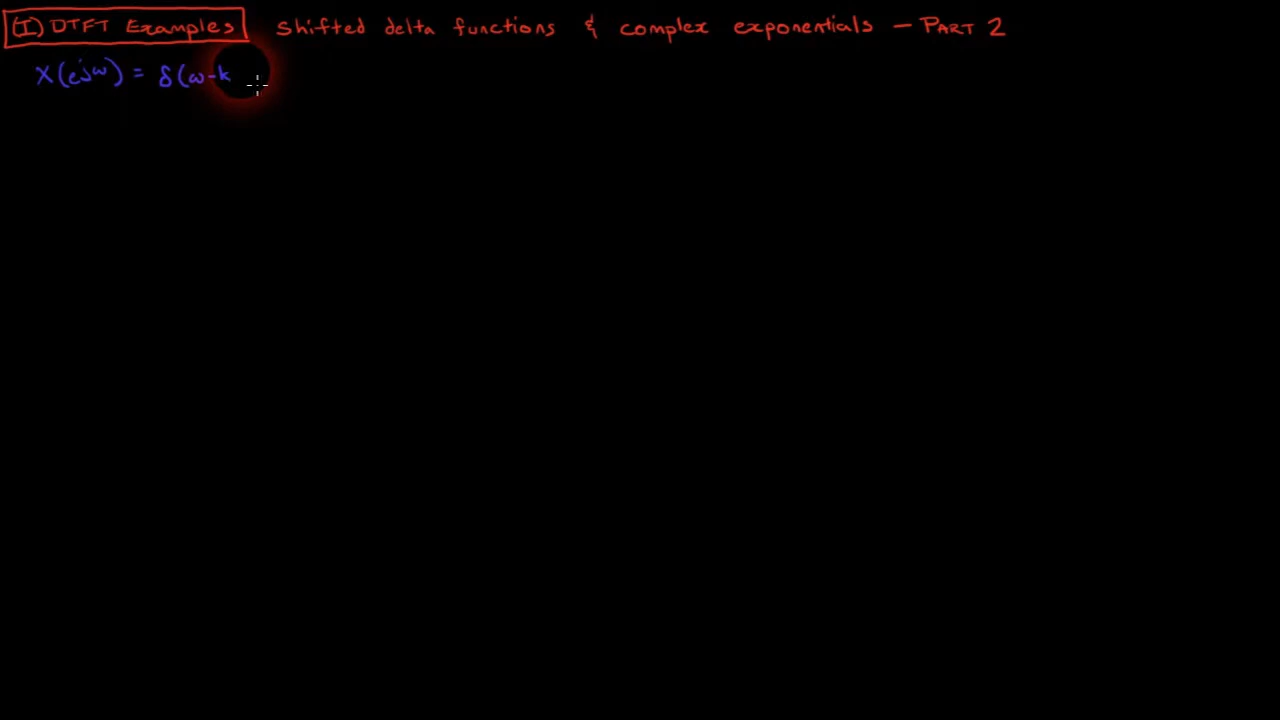 (I) DTFT Examples shifted delta functions & complex exponentials — PART 2
X(e^jω) = δ(ω-k